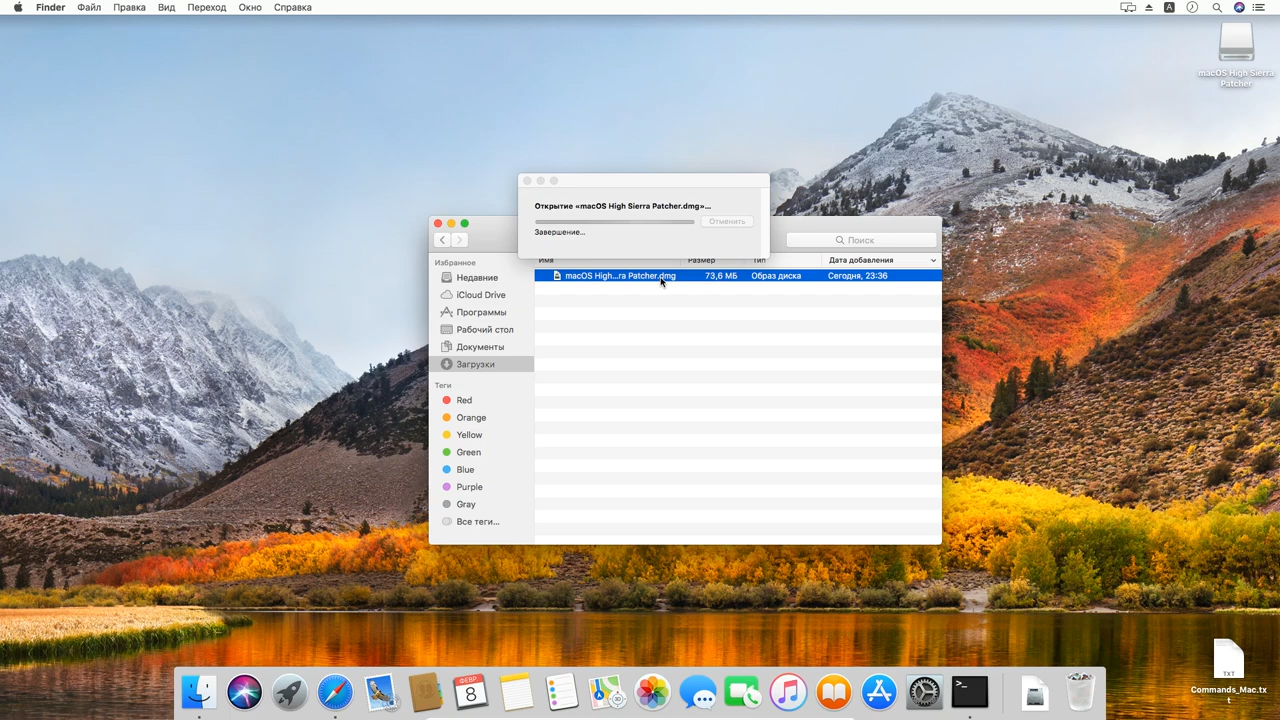 Finder Файл Правка Вид Переход Окно Справка
A
macOS High Sierra
Patcher
Открытие «macOS High Sierra Patcher.dmg»...
Отменить
Завершение...
Поиск
Имя Размер Тип Дата добавления
macOS High...ra Patcher.dmg 73,6 МБ Образ диска Сегодня, 23:36
Избранное
Недавние
iCloud Drive
Программы
Рабочий стол
Документы
Загрузки
Теги
Red
Orange
Yellow
Green
Blue
Purple
Gray
Все теги...
ФЕВР.
8
>_
TXT
Commands_Mac.tx
t